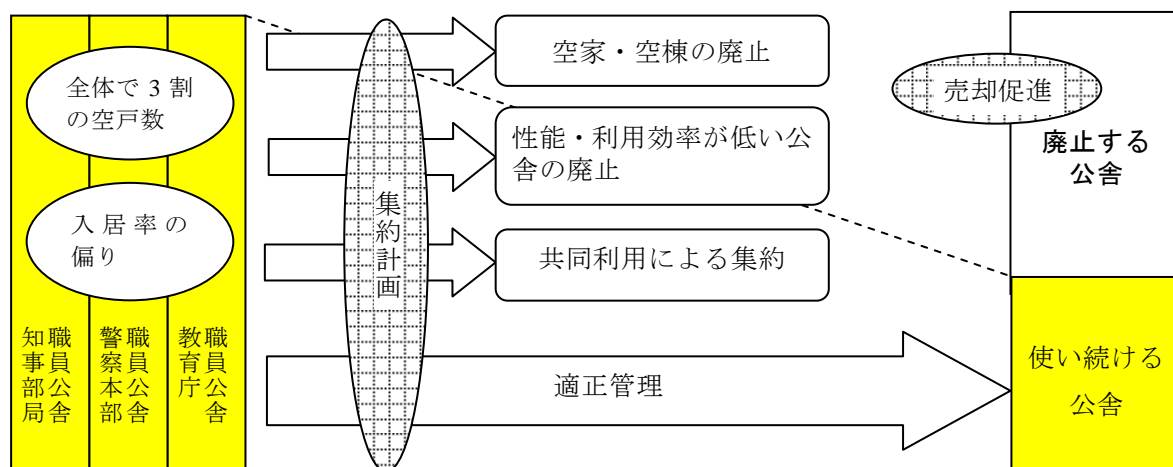 全体で3割
の空戸数
入居率の
偏り
知事部局
職員公舎
警察本部
職員公舎
教育庁
職員公舎
集約計画
空家・空棟の廃止
性能・利用効率が低い公
舎の廃止
共同利用による集約
適正管理
売却促進
廃止する
公舎
使い続ける
公舎